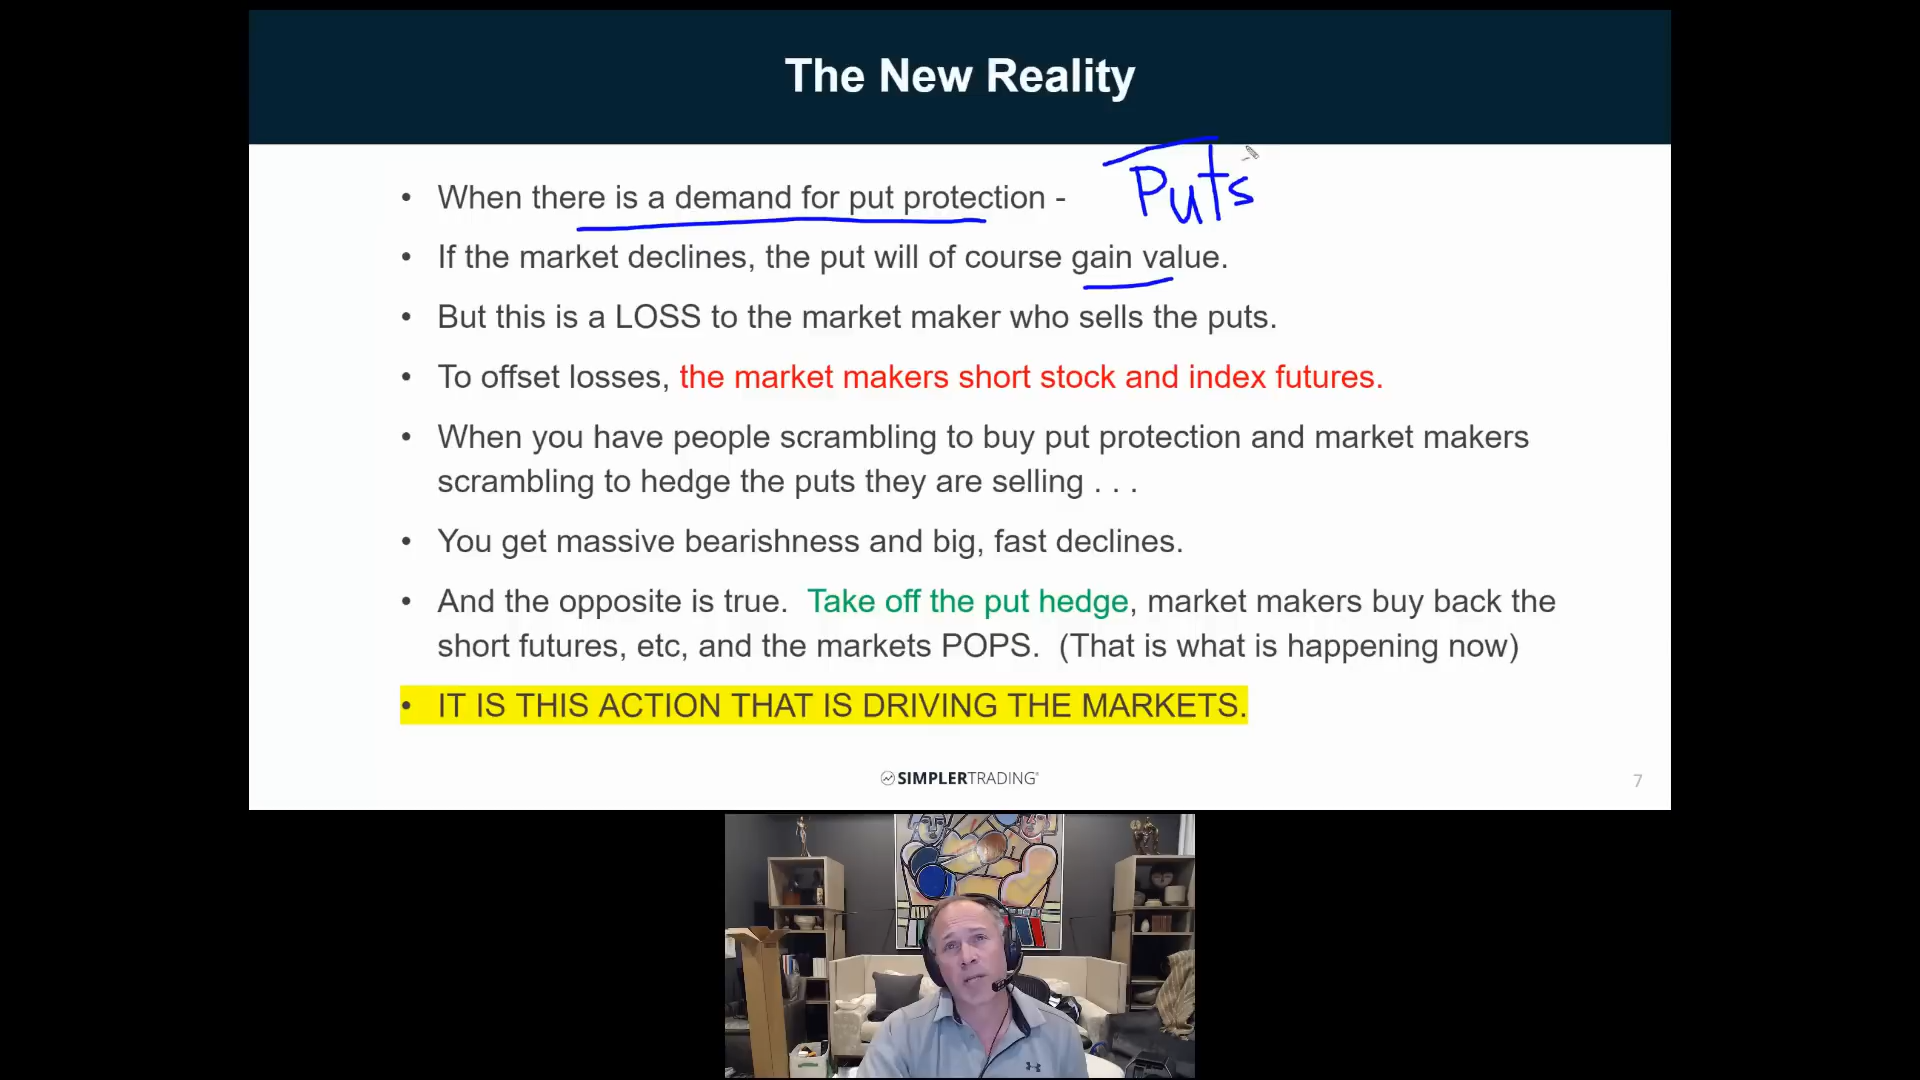 The New Reality
Puts
• When there is a demand for put protection -
• If the market declines, the put will of course gain value.
• But this is a LOSS to the market maker who sells the puts.
• To offset losses, the market makers short stock and index futures.
• When you have people scrambling to buy put protection and market makers
scrambling to hedge the puts they are selling . . .
• You get massive bearishness and big, fast declines.
• And the opposite is true.  Take off the put hedge, market makers buy back the
short futures, etc, and the markets POPS.  (That is what is happening now)
• IT IS THIS ACTION THAT IS DRIVING THE MARKETS.
SIMPLERTRADING®
7